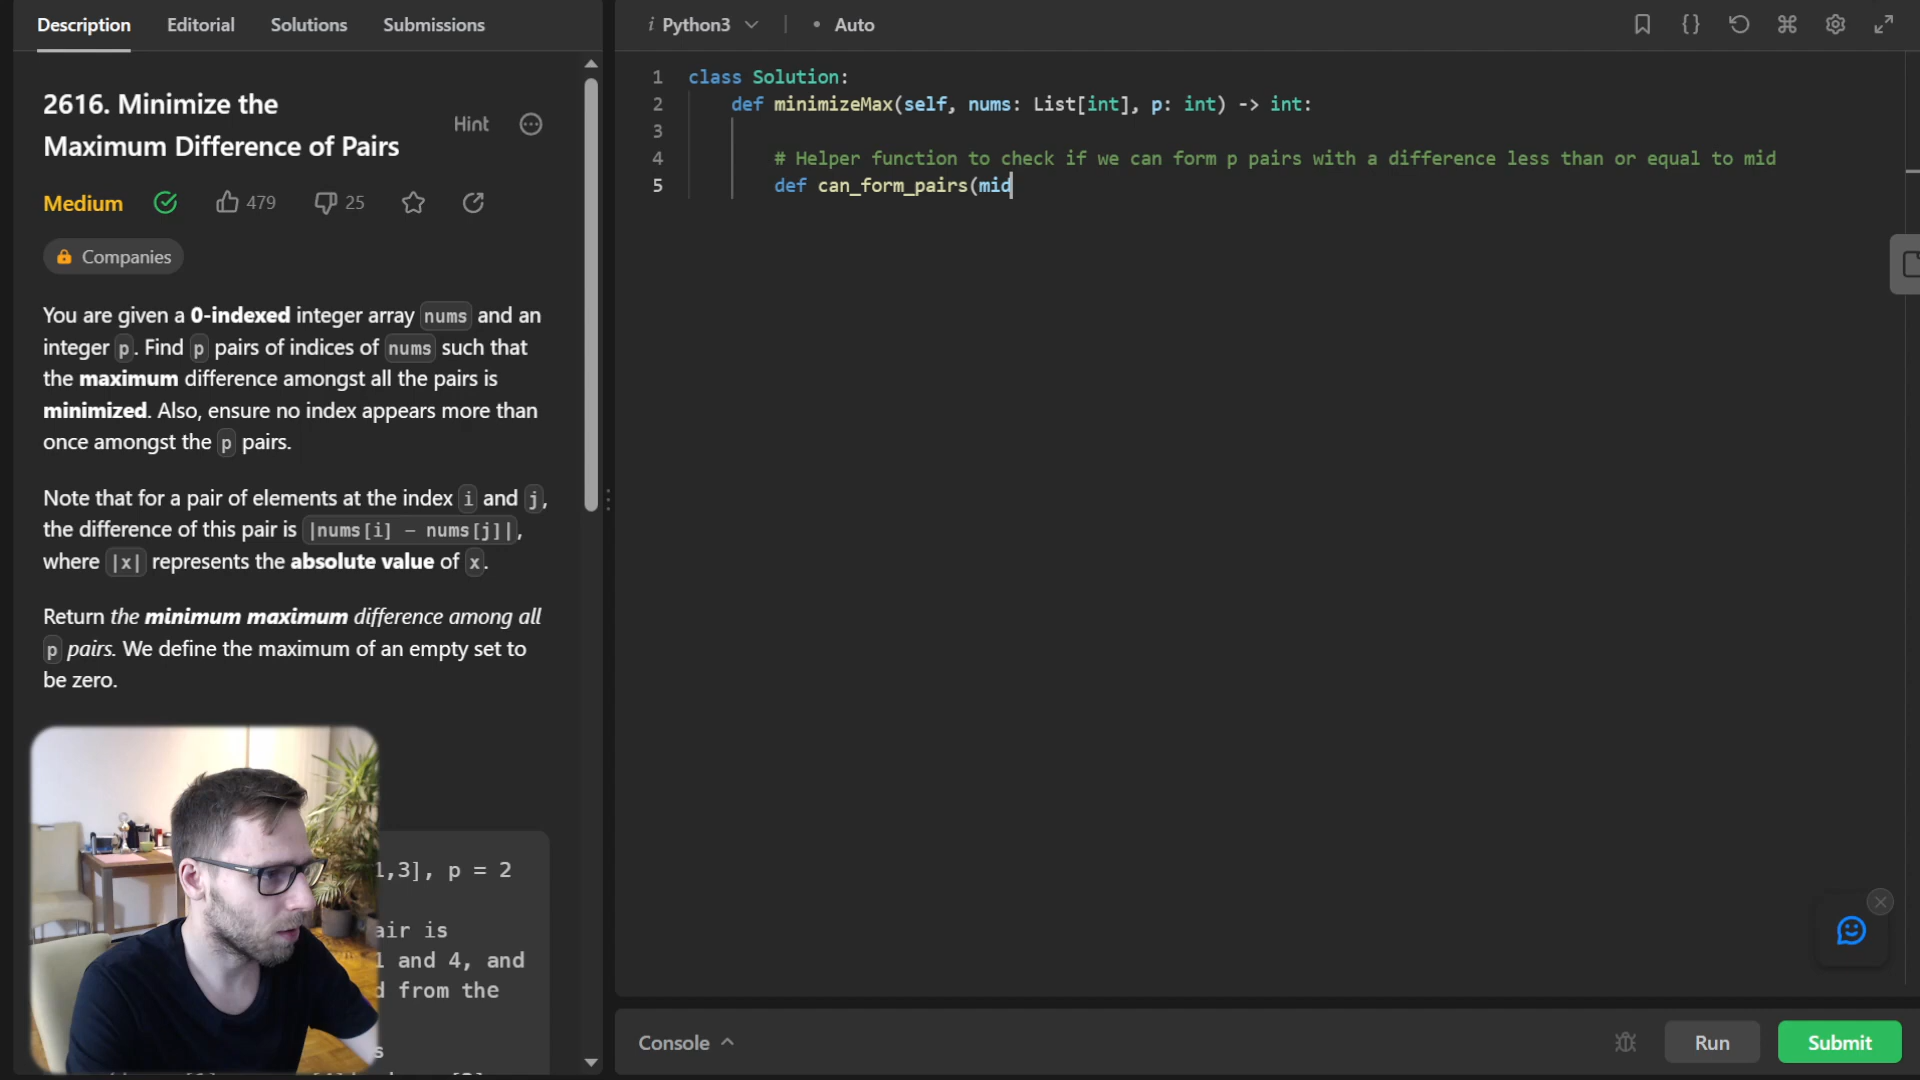 Description Editorial Solutions Submissions
2616. Minimize the
Maximum Difference of Pairs
Hint
Medium 479 25
Companies
You are given a 0-indexed integer array nums and an
integer p. Find p pairs of indices of nums such that
the maximum difference amongst all the pairs is
minimized. Also, ensure no index appears more than
once amongst the p pairs.
Note that for a pair of elements at the index i and j,
the difference of this pair is |nums[i] - nums[j]|,
where |x| represents the absolute value of x.
Return the minimum maximum difference among all
p pairs. We define the maximum of an empty set to
be zero.
1,3], p = 2
air is
1 and 4, and
d from the
s
i Python3 • Auto
1 class Solution:
2 def minimizeMax(self, nums: List[int], p: int) -> int:
3
4 # Helper function to check if we can form p pairs with a difference less than or equal to mid
5 def can_form_pairs(mid
Console
Run
Submit